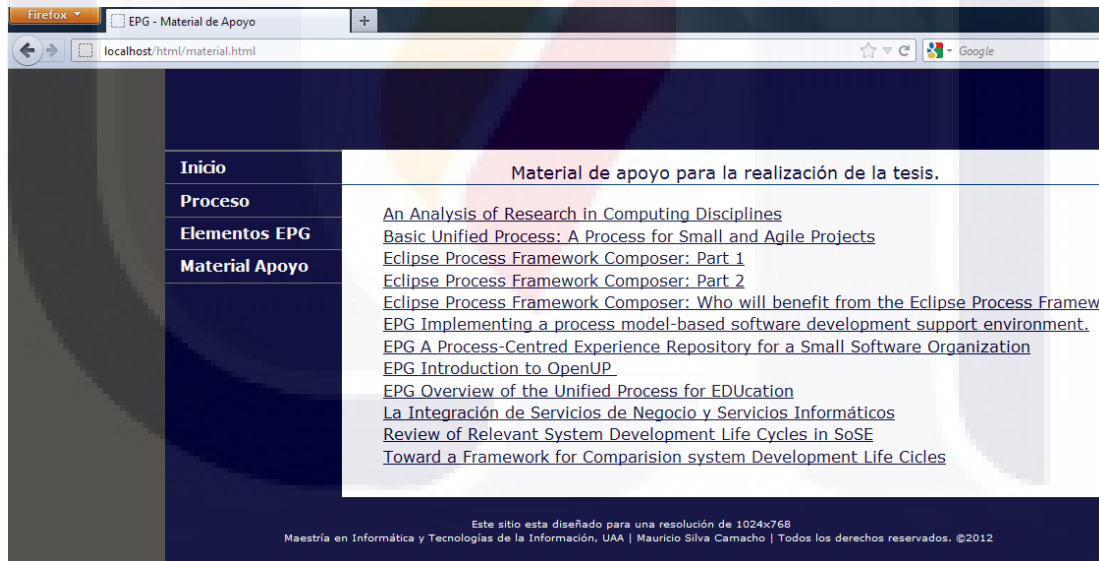 Firefox
EPG - Material de Apoyo
localhost/html/material.html
Google
Inicio
Proceso
Elementos EPG
Material Apoyo
Material de apoyo para la realización de la tesis.
An Analysis of Research in Computing Disciplines
Basic Unified Process: A Process for Small and Agile Projects
Eclipse Process Framework Composer: Part 1
Eclipse Process Framework Composer: Part 2
Eclipse Process Framework Composer: Who will benefit from the Eclipse Process Framew
EPG Implementing a process model-based software development support environment.
EPG A Process-Centred Experience Repository for a Small Software Organization
EPG Introduction to OpenUP
EPG Overview of the Unified Process for EDUcation
La Integración de Servicios de Negocio y Servicios Informáticos
Review of Relevant System Development Life Cycles in SoSE
Toward a Framework for Comparision system Development Life Cicles
Este sitio esta diseñado para una resolución de 1024x768
Maestría en Informática y Tecnologías de la Información, UAA | Mauricio Silva Camacho | Todos los derechos reservados. ©2012